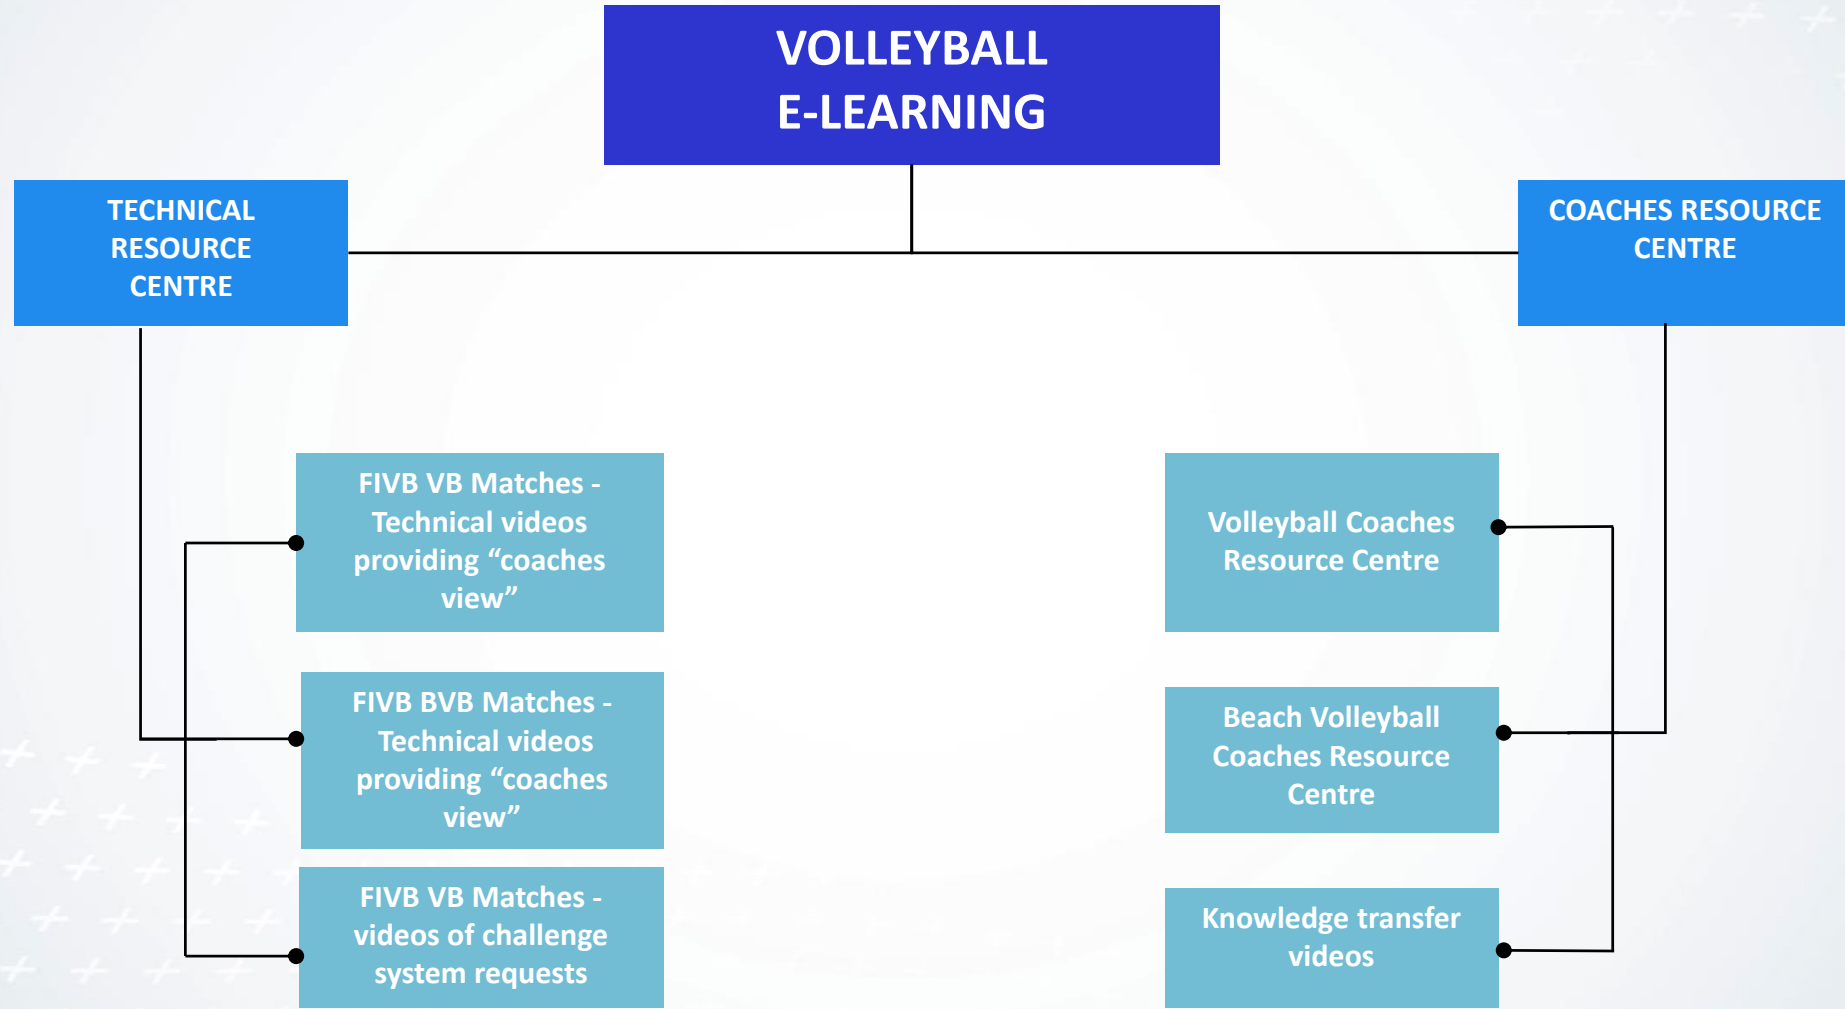 VOLLEYBALL
E-LEARNING
TECHNICAL
RESOURCE
CENTRE
COACHES RESOURCE
CENTRE
FIVB VB Matches -
Technical videos
providing “coaches
view”
FIVB BVB Matches -
Technical videos
providing “coaches
view”
FIVB VB Matches -
videos of challenge
system requests
Volleyball Coaches
Resource Centre
Beach Volleyball
Coaches Resource
Centre
Knowledge transfer
videos